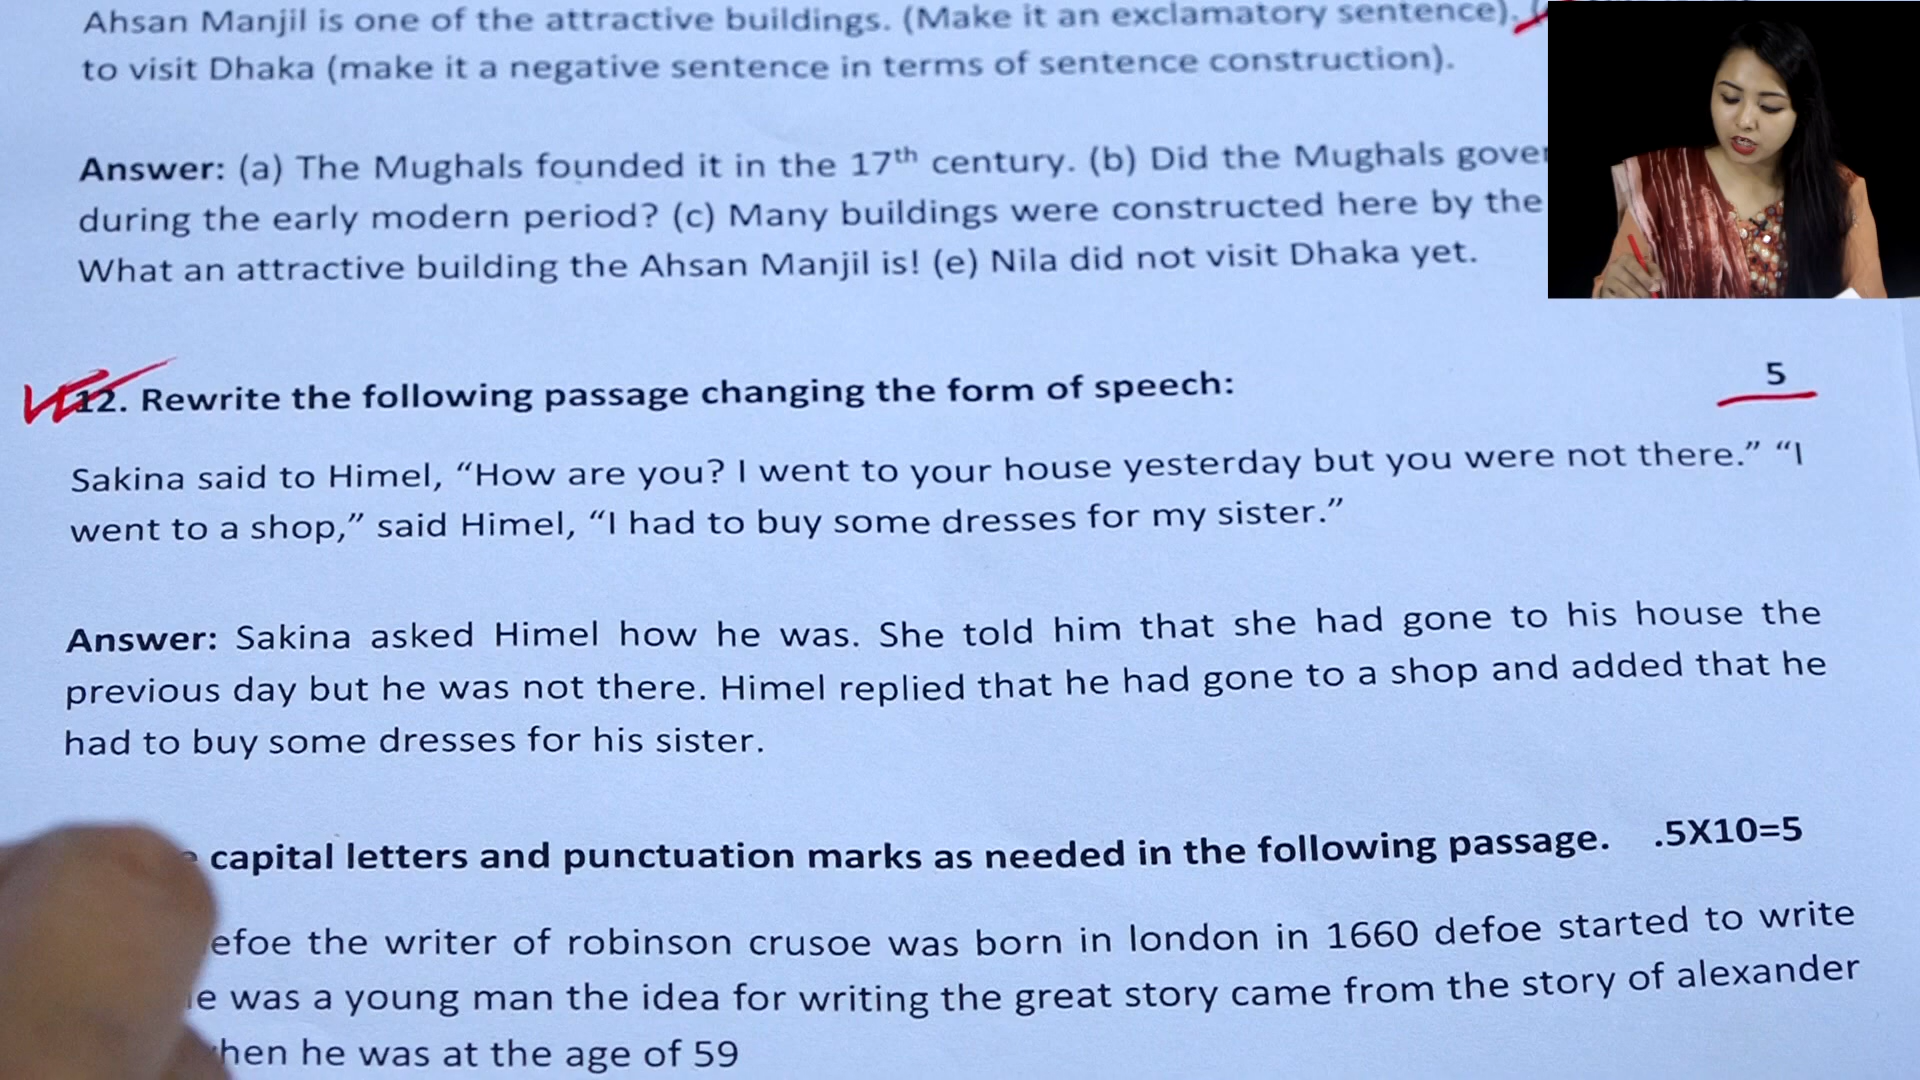 Ahsan Manjil is one of the attractive buildings. (Make it an exclamatory sentence).
to visit Dhaka (make it a negative sentence in terms of sentence construction).
Answer: (a) The Mughals founded it in the 17th century. (b) Did the Mughals
during the early modern period? (c) Many buildings were constructed here by the
What an attractive building the Ahsan Manjil is! (e) Nila did not visit Dhaka yet.
12. Rewrite the following passage changing the form of speech: 5
Sakina said to Himel, “How are you? I went to your house yesterday but you were not there.” “I
went to a shop,” said Himel, “I had to buy some dresses for my sister.”
Answer: Sakina asked Himel how he was. She told him that she had gone to his house the
previous day but he was not there. Himel replied that he had gone to a shop and added that he
had to buy some dresses for his sister.
capital letters and punctuation marks as needed in the following passage. .5X10=5
efoe the writer of robinson crusoe was born in london in 1660 defoe started to write
e was a young man the idea for writing the great story came from the story of alexander
hen he was at the age of 59